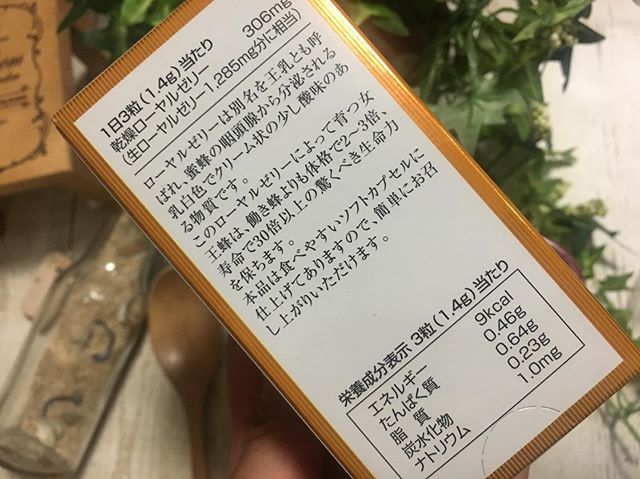 1日3粒(1.4g)当たり
乾燥ローヤルゼリー 306mg
(生ローヤルゼリー1,285mg分に相当)
ローヤルゼリーは別名を王乳とも呼
ばれ、蜜蜂の咽頭腺から分泌される
乳白色でクリーム状の少し酸味のあ
る物質です。
このローヤルゼリーによって育つ女
王蜂は、働き蜂よりも体格で2〜3倍、
寿命で30倍以上の驚くべき生命力
を保ちます。
本品は食べやすいソフトカプセルに
仕上げてありますので、簡単にお召
し上がりいただけます。
栄養成分表示 3粒(1.4g)当たり
エネルギー 9kcal
たんぱく質 0.46g
脂質 0.64g
炭水化物 0.23g
ナトリウム 1.0mg